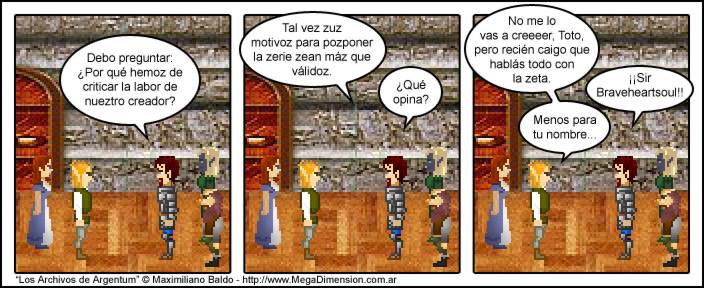 Debo preguntar:
¿Por qué hemoz de
criticar la labor de
nueztro creador?
Tal vez zuz
motivoz para pozponer
la zerie zean máz que
válidoz.
¿Qué
opina?
No me lo
vas a creeeer, Toto,
pero recién caigo que
hablás todo con
la zeta.
Menos para
tu nombre...
¡¡Sir
Braveheartsoul!!
"Los Archivos de Argentum" © Maximiliano Baldo - http://www.MegaDimension.com.ar